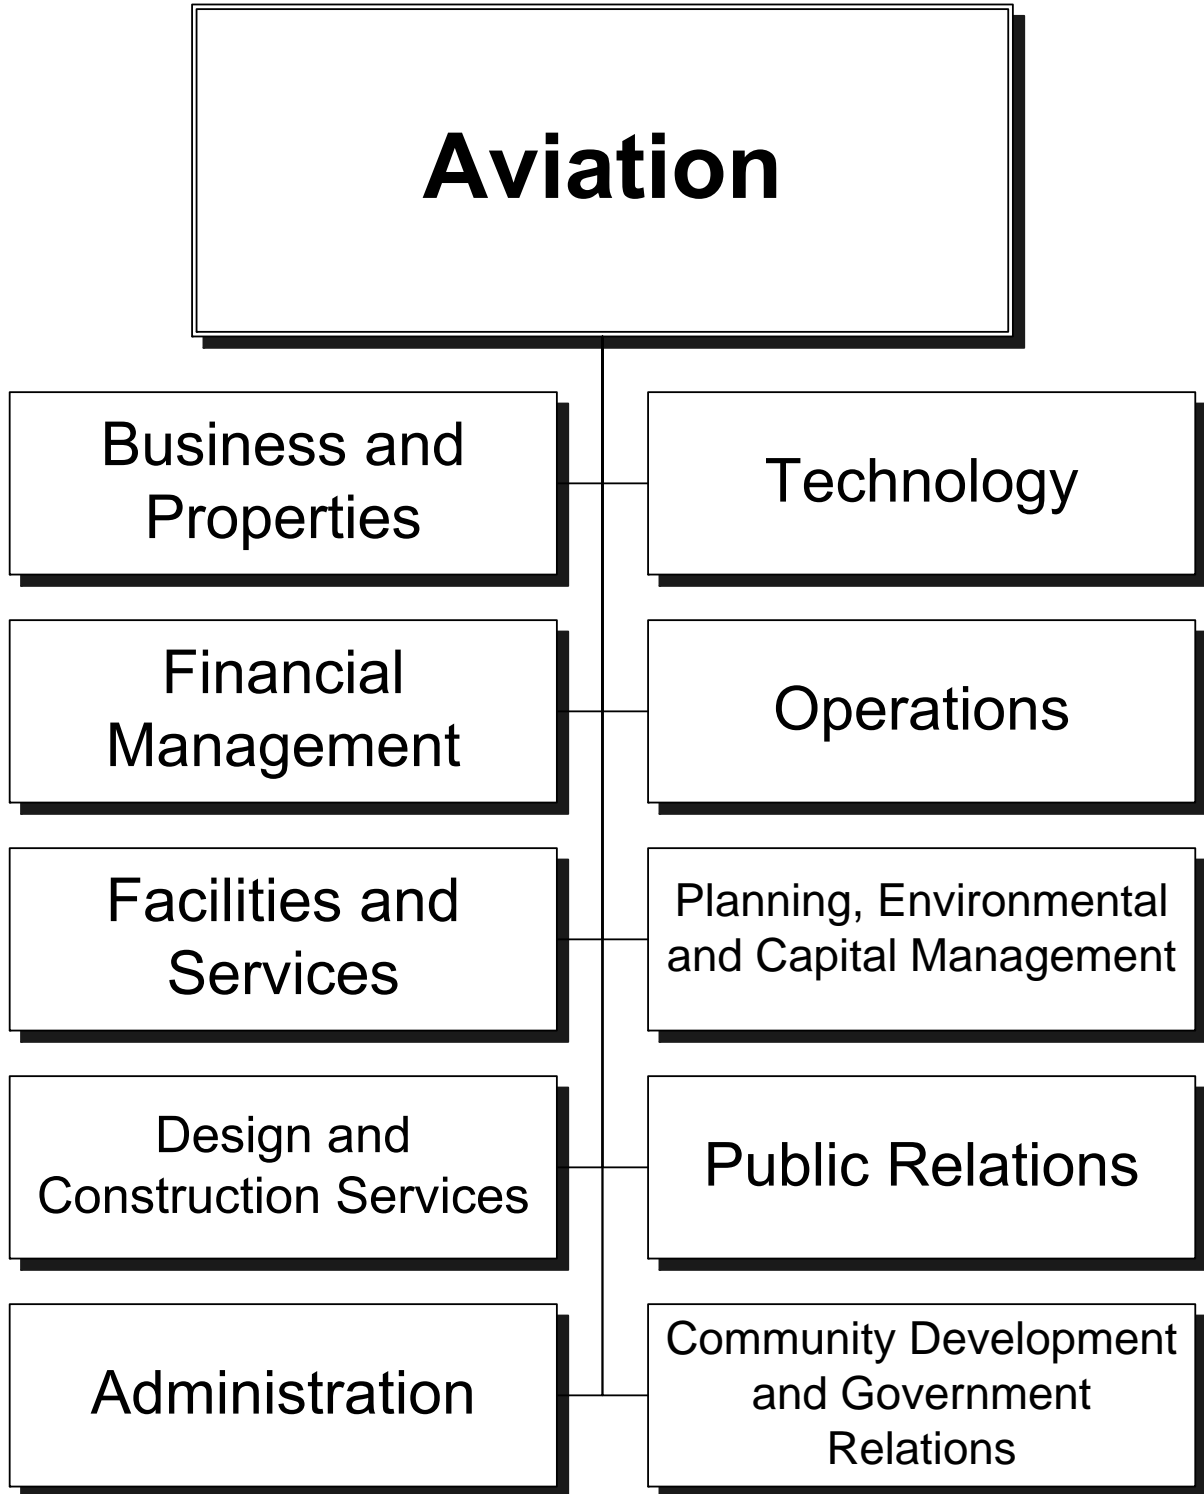 Aviation
Business and
Properties
Technology
Financial
Management
Operations
Facilities and
Services
Planning, Environmental
and Capital Management
Design and
Construction Services
Public Relations
Administration
Community Development
and Government
Relations